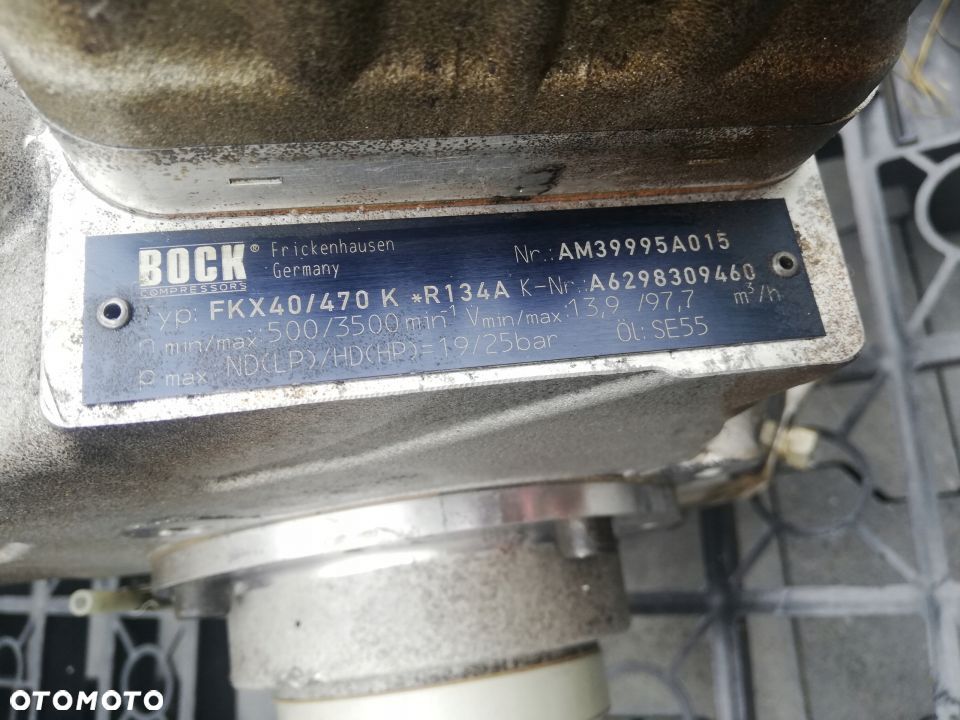 BOCK® Frickenhausen Nr.: AM39995A015
COMPRESSORS Germany
yp: FKX40/470 K *R134A K-Nr.: A6298309460
n min/max.: 500/3500 min-1 Vmin/max: 13,9 /97,7 m³/h
p max ND(LP)/HD(HP)=19/25bar Öl: SE55
OTOMOTO